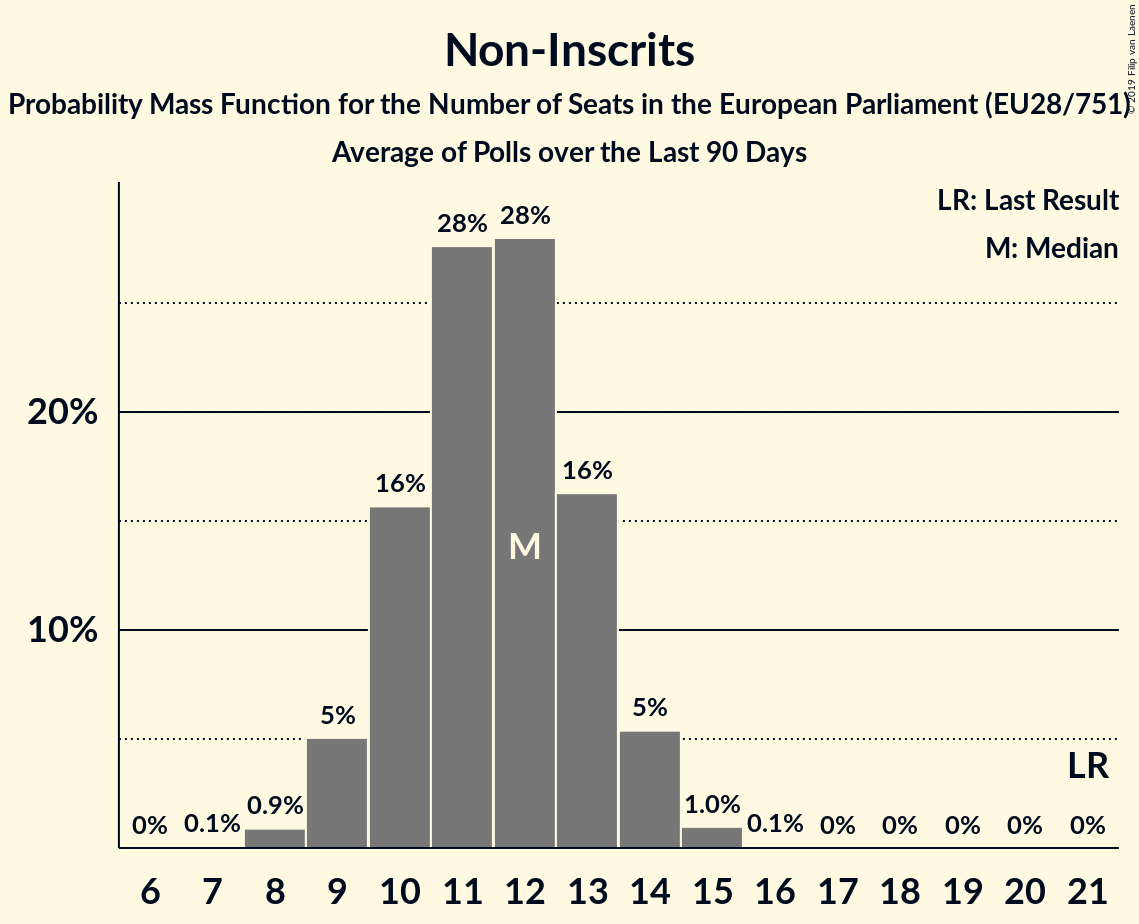 Non-Inscrits
Probability Mass Function for the Number of Seats in the European Parliament (EU28/751)
Average of Polls over the Last 90 Days
© 2019 Filip van Laenen
LR: Last Result
M: Median
28% 28%
20%
16% 16%
M
10%
5% 5%
LR
0% 0.1% 0.9% 1.0% 0.1% 0% 0% 0% 0% 0%
6 7 8 9 10 11 12 13 14 15 16 17 18 19 20 21